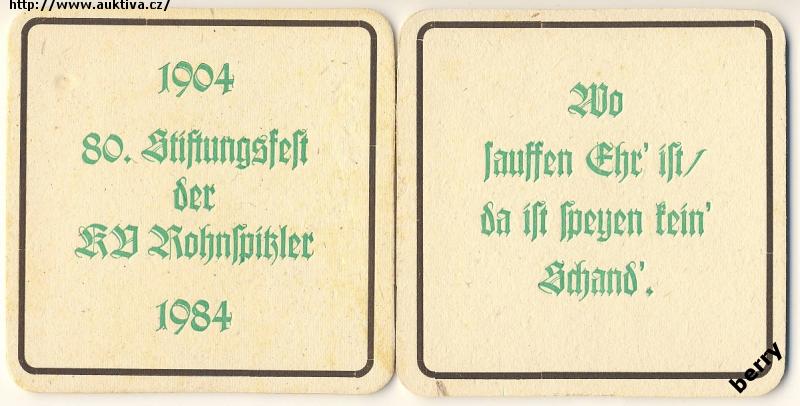 http://www.auktiva.cz/
1904
80. Stiftungsfest
der
KV Rohnspitzler
1984
Wo
sauffen Ehr' ist/
da ist speyen kein'
Schand'.
berry